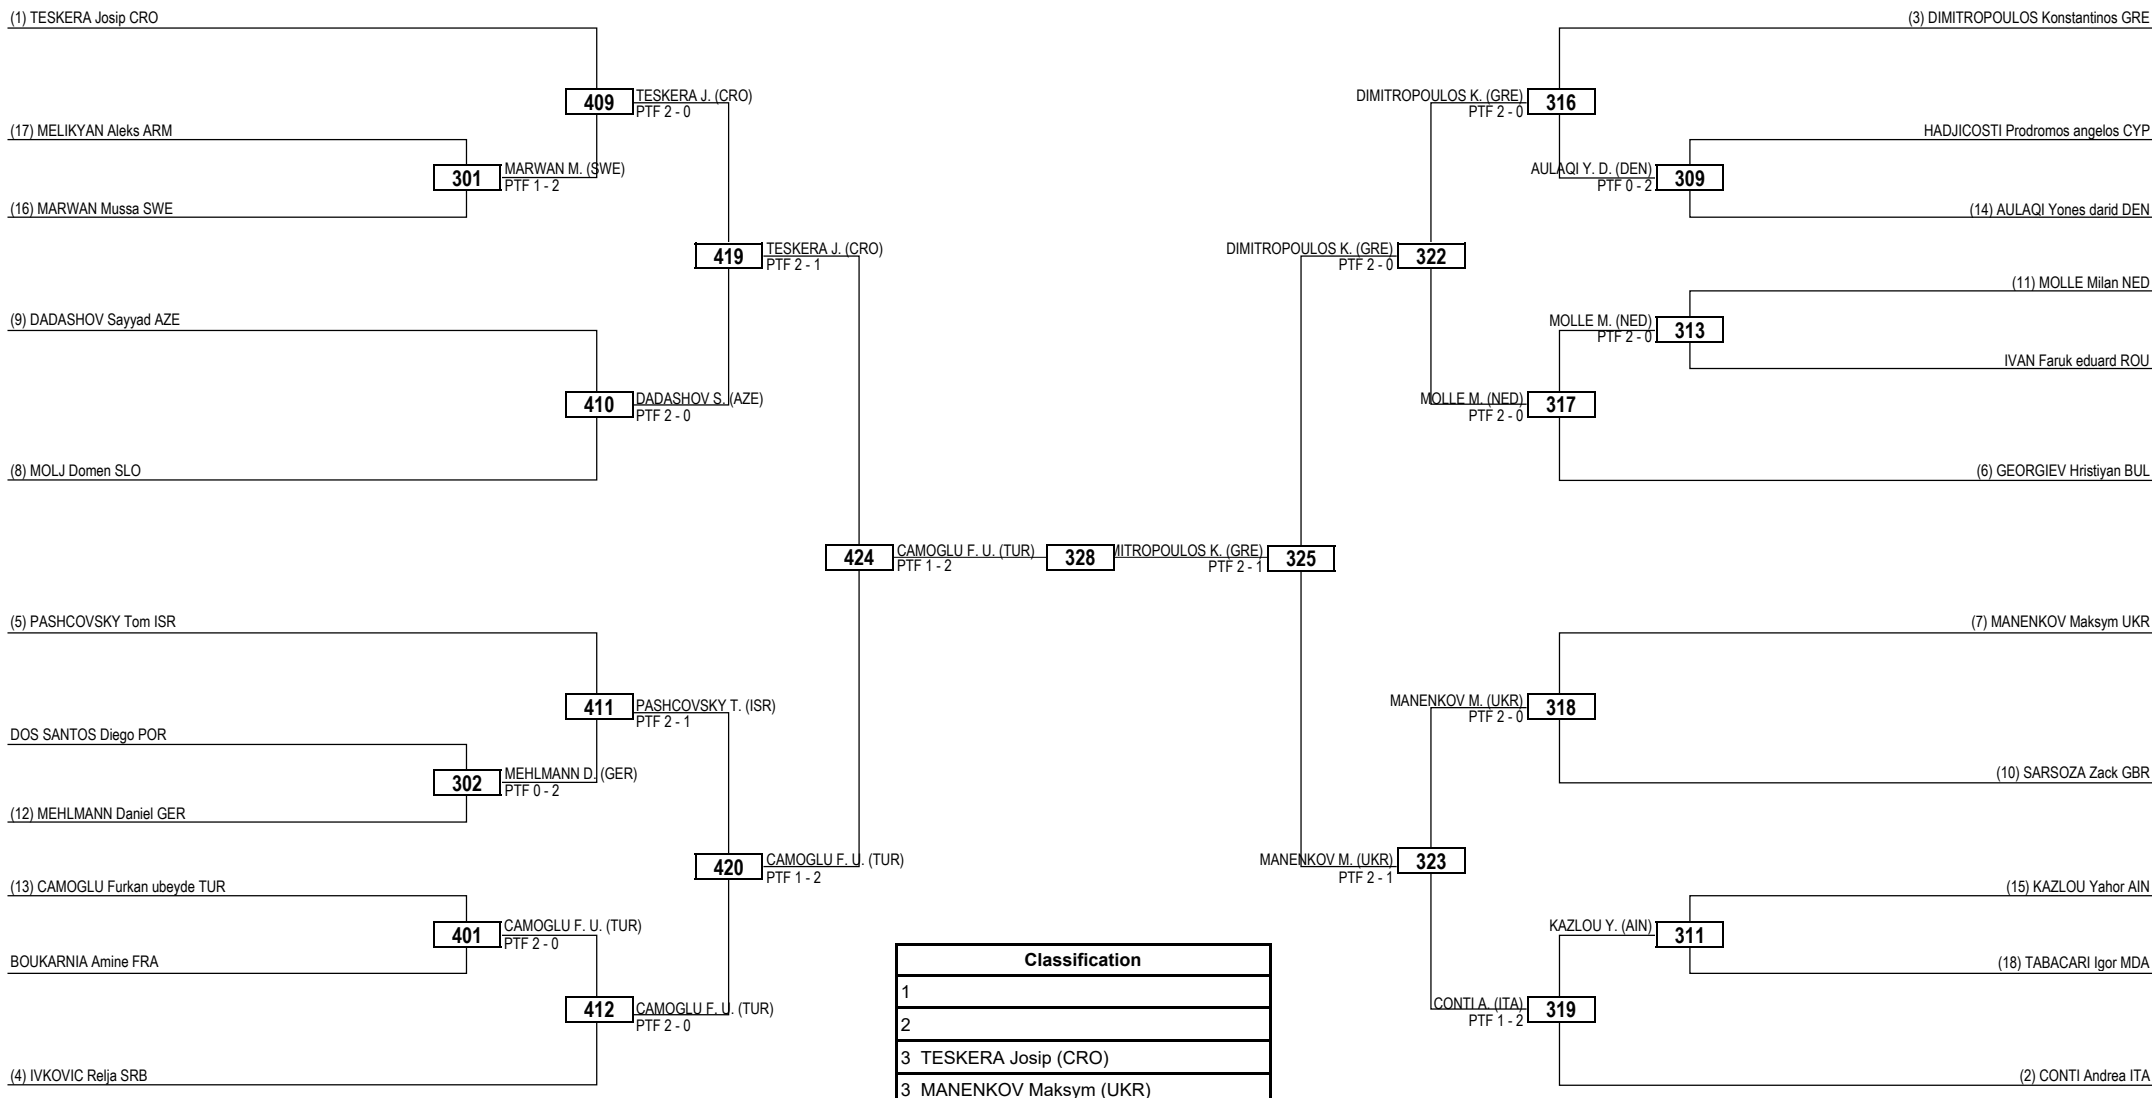 (1) TESKERA Josip CRO
409
TESKERA J. (CRO)
PTF 2 - 0
(17) MELIKYAN Aleks ARM
301
MARWAN M. (SWE)
PTF 1 - 2
(16) MARWAN Mussa SWE
419
TESKERA J. (CRO)
PTF 2 - 1
(9) DADASHOV Sayyad AZE
410
DADASHOV S. (AZE)
PTF 2 - 0
(8) MOLJ Domen SLO
424
CAMOGLU F. U. (TUR)
PTF 1 - 2
(5) PASHCOVSKY Tom ISR
411
PASHCOVSKY T. (ISR)
PTF 2 - 1
DOS SANTOS Diego POR
302
MEHLMANN D. (GER)
PTF 0 - 2
(12) MEHLMANN Daniel GER
420
CAMOGLU F. U. (TUR)
PTF 1 - 2
(13) CAMOGLU Furkan ubeyde TUR
401
CAMOGLU F. U. (TUR)
PTF 2 - 0
BOUKARNIA Amine FRA
412
CAMOGLU F. U. (TUR)
PTF 2 - 0
(4) IVKOVIC Relja SRB
328
(3) DIMITROPOULOS Konstantinos GRE
DIMITROPOULOS K. (GRE)
PTF 2 - 0
316
HADJICOSTI Prodromos angelos CYP
AULAQI Y. D. (DEN)
PTF 0 - 2
309
(14) AULAQI Yones darid DEN
DIMITROPOULOS K. (GRE)
PTF 2 - 0
322
(11) MOLLE Milan NED
MOLLE M. (NED)
PTF 2 - 0
313
IVAN Faruk eduard ROU
MOLLE M. (NED)
PTF 2 - 0
317
(6) GEORGIEV Hristiyan BUL
MITROPOULOS K. (GRE)
PTF 2 - 1
325
(7) MANENKOV Maksym UKR
MANENKOV M. (UKR)
PTF 2 - 0
318
(10) SARSOZA Zack GBR
MANENKOV M. (UKR)
PTF 2 - 1
323
(15) KAZLOU Yahor AIN
KAZLOU Y. (AIN)
311
(18) TABACARI Igor MDA
CONTI A. (ITA)
PTF 1 - 2
319
(2) CONTI Andrea ITA
Classification
1
2
3 TESKERA Josip (CRO)
3 MANENKOV Maksym (UKR)